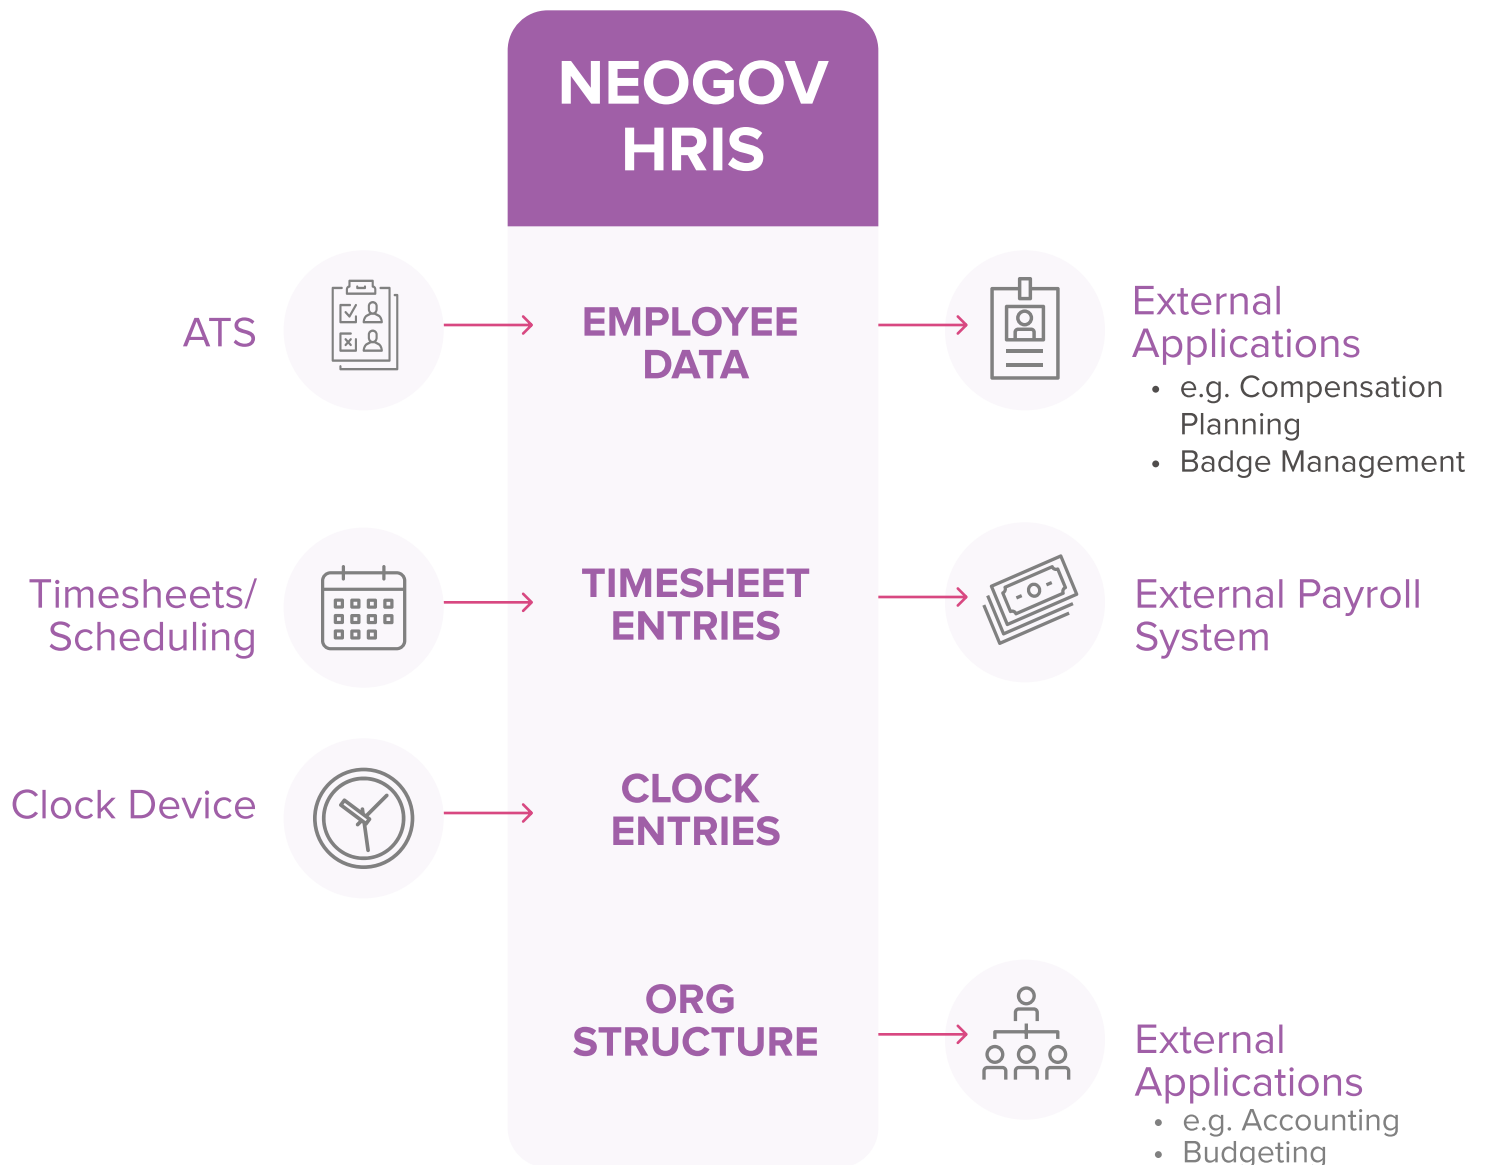 NEOGOV
HRIS
ATS
EMPLOYEE
DATA
External
Applications
• e.g. Compensation
Planning
• Badge Management
Timesheets/
Scheduling
TIMESHEET
ENTRIES
External Payroll
System
Clock Device
CLOCK
ENTRIES
ORG
STRUCTURE
External
Applications
• e.g. Accounting
• Budgeting